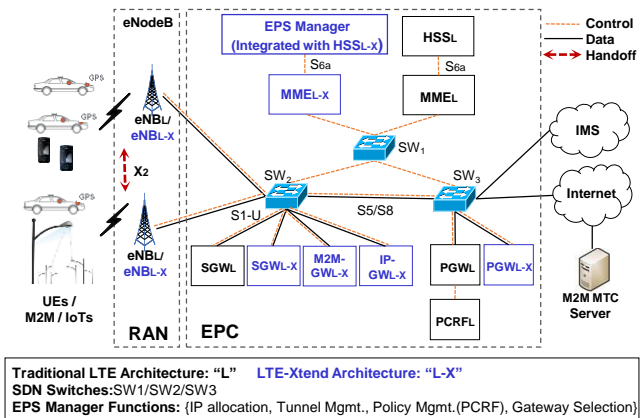 eNodeB
EPS Manager
(Integrated with HSSL-X)
HSSL
Control
Data
Handoff
S6a
S6a
GPS
MMEL-X
MMEL
GPS
eNBL/
eNBL-X
SW1
IMS
X2
SW2
SW3
Internet
GPS
S1-U
S5/S8
eNBL/
eNBL-X
SGWL
SGWL-X
M2M-
GWL-X
IP-
GWL-X
PGWL
PGWL-X
UEs /
M2M / IoTs
M2M MTC
Server
PCRFL
RAN
EPC
Traditional LTE Architecture: “L” LTE-Xtend Architecture: “L-X”
SDN Switches:SW1/SW2/SW3
EPS Manager Functions: {IP allocation, Tunnel Mgmt., Policy Mgmt.(PCRF), Gateway Selection}